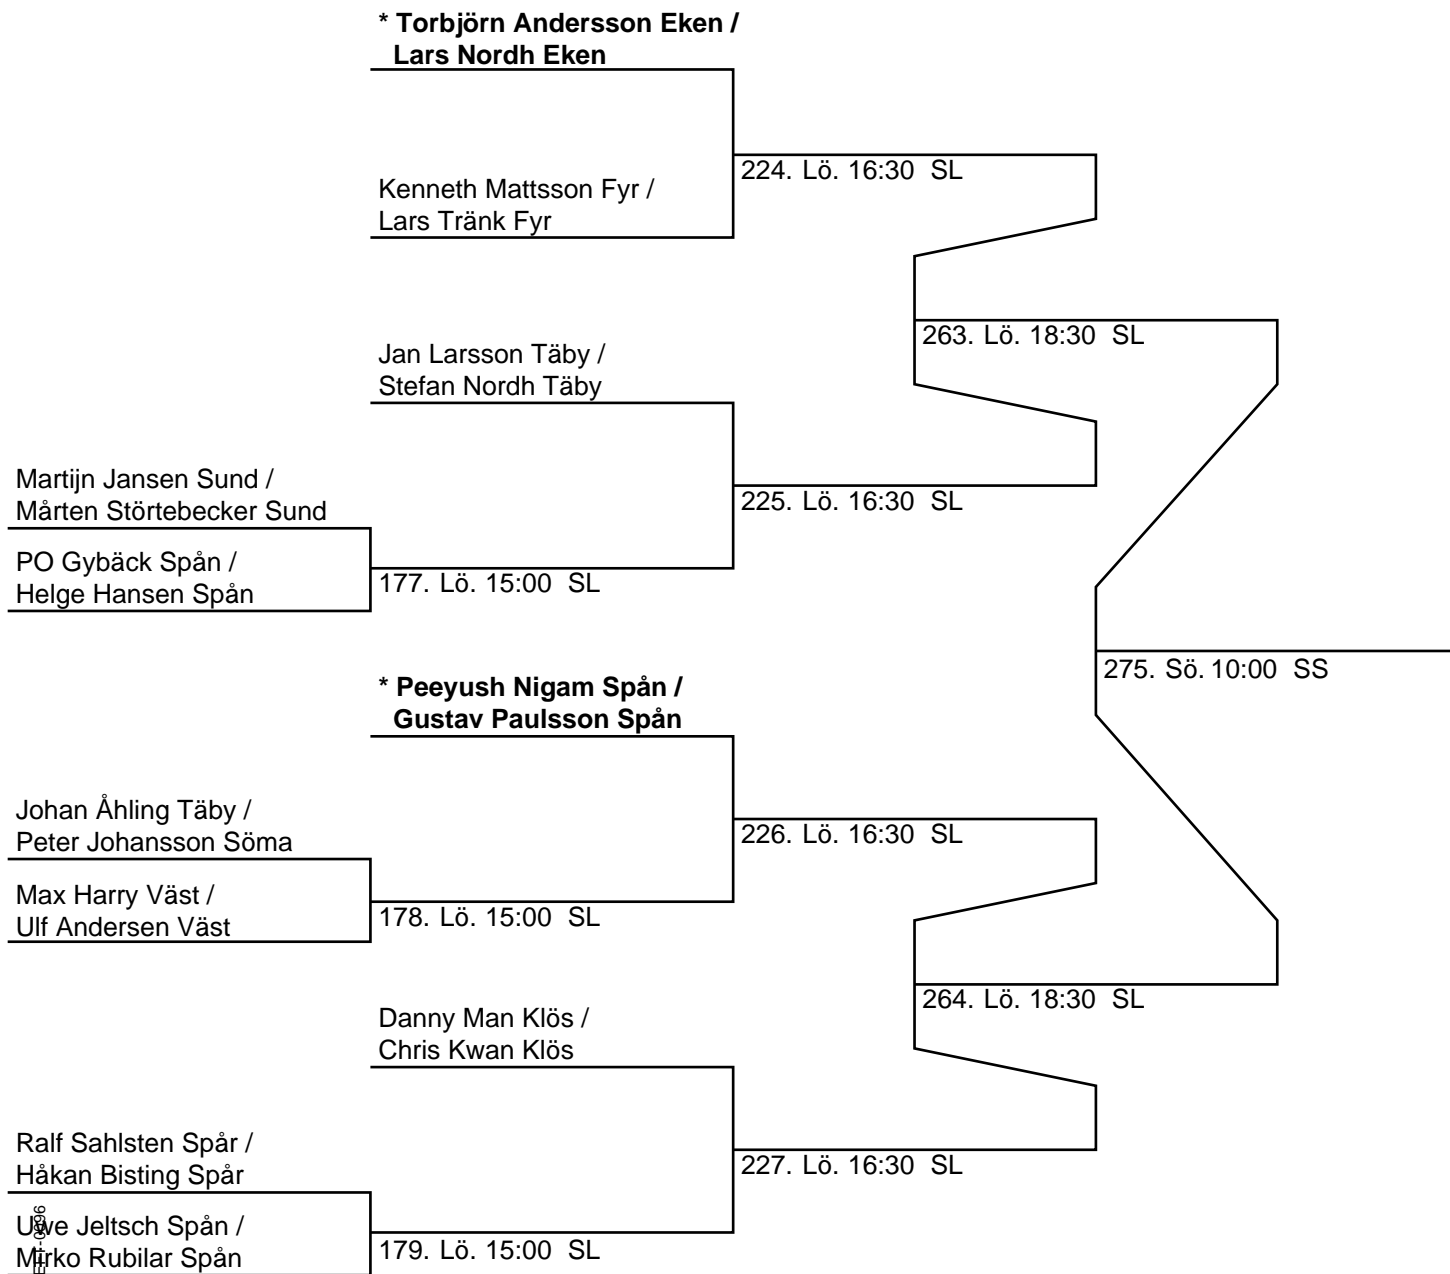 * Torbjörn Andersson Eken /
Lars Nordh Eken
224. Lö. 16:30 SL
Kenneth Mattsson Fyr /
Lars Tränk Fyr
263. Lö. 18:30 SL
Jan Larsson Täby /
Stefan Nordh Täby
225. Lö. 16:30 SL
Martijn Jansen Sund /
Mårten Störtebecker Sund
PO Gybäck Spån /
Helge Hansen Spån
177. Lö. 15:00 SL
275. Sö. 10:00 SS
* Peeyush Nigam Spån /
Gustav Paulsson Spån
226. Lö. 16:30 SL
Johan Åhling Täby /
Peter Johansson Söma
Max Harry Väst /
Ulf Andersen Väst
178. Lö. 15:00 SL
264. Lö. 18:30 SL
Danny Man Klös /
Chris Kwan Klös
227. Lö. 16:30 SL
Ralf Sahlsten Spår /
Håkan Bisting Spår
Uwe Jeltsch Spån /
Mirko Rubilar Spån
179. Lö. 15:00 SL